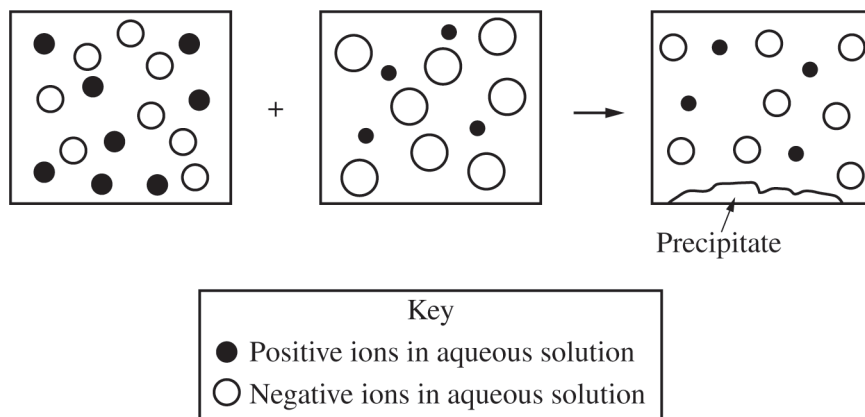 +
Precipitate
Key
Positive ions in aqueous solution
Negative ions in aqueous solution